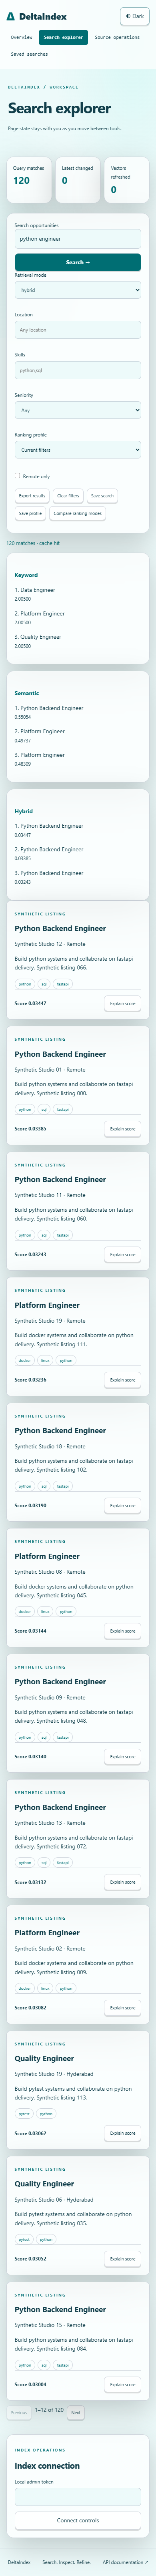 DeltaIndex
Dark
Overview
Search explorer
Source operations
Saved searches
DELTAINDEX / WORKSPACE
Search explorer
Page state stays with you as you move between tools.
Query matches
120
Latest changed
0
Vectors
refreshed
0
Search opportunities
python engineer
Search →
Retrieval mode
hybrid
Location
Any location
Skills
python,sql
Seniority
Any
Ranking profile
Current filters
Remote only
Export results
Clear filters
Save search
Save profile
Compare ranking modes
120 matches · cache hit
Keyword
1. Data Engineer
2.00500
2. Platform Engineer
2.00500
3. Quality Engineer
2.00500
Semantic
1. Python Backend Engineer
0.55054
2. Platform Engineer
0.49737
3. Platform Engineer
0.48309
Hybrid
1. Python Backend Engineer
0.03447
2. Python Backend Engineer
0.03385
3. Python Backend Engineer
0.03243
SYNTHETIC LISTING
Python Backend Engineer
Synthetic Studio 12 · Remote
Build python systems and collaborate on fastapi
delivery. Synthetic listing 066.
python
sql
fastapi
Score 0.03447
Explain score
SYNTHETIC LISTING
Python Backend Engineer
Synthetic Studio 01 · Remote
Build python systems and collaborate on fastapi
delivery. Synthetic listing 000.
python
sql
fastapi
Score 0.03385
Explain score
SYNTHETIC LISTING
Python Backend Engineer
Synthetic Studio 11 · Remote
Build python systems and collaborate on fastapi
delivery. Synthetic listing 060.
python
sql
fastapi
Score 0.03243
Explain score
SYNTHETIC LISTING
Platform Engineer
Synthetic Studio 19 · Remote
Build docker systems and collaborate on python
delivery. Synthetic listing 111.
docker
linux
python
Score 0.03236
Explain score
SYNTHETIC LISTING
Python Backend Engineer
Synthetic Studio 18 · Remote
Build python systems and collaborate on fastapi
delivery. Synthetic listing 102.
python
sql
fastapi
Score 0.03190
Explain score
SYNTHETIC LISTING
Platform Engineer
Synthetic Studio 08 · Remote
Build docker systems and collaborate on python
delivery. Synthetic listing 045.
docker
linux
python
Score 0.03144
Explain score
SYNTHETIC LISTING
Python Backend Engineer
Synthetic Studio 09 · Remote
Build python systems and collaborate on fastapi
delivery. Synthetic listing 048.
python
sql
fastapi
Score 0.03140
Explain score
SYNTHETIC LISTING
Python Backend Engineer
Synthetic Studio 13 · Remote
Build python systems and collaborate on fastapi
delivery. Synthetic listing 072.
python
sql
fastapi
Score 0.03132
Explain score
SYNTHETIC LISTING
Platform Engineer
Synthetic Studio 02 · Remote
Build docker systems and collaborate on python
delivery. Synthetic listing 009.
docker
linux
python
Score 0.03082
Explain score
SYNTHETIC LISTING
Quality Engineer
Synthetic Studio 19 · Hyderabad
Build pytest systems and collaborate on python
delivery. Synthetic listing 113.
pytest
python
Score 0.03062
Explain score
SYNTHETIC LISTING
Quality Engineer
Synthetic Studio 06 · Hyderabad
Build pytest systems and collaborate on python
delivery. Synthetic listing 035.
pytest
python
Score 0.03052
Explain score
SYNTHETIC LISTING
Python Backend Engineer
Synthetic Studio 15 · Remote
Build python systems and collaborate on fastapi
delivery. Synthetic listing 084.
python
sql
fastapi
Score 0.03004
Explain score
Previous
1–12 of 120
Next
INDEX OPERATIONS
Index connection
Local admin token
Connect controls
DeltaIndex
Search. Inspect. Refine.
API documentation ↗